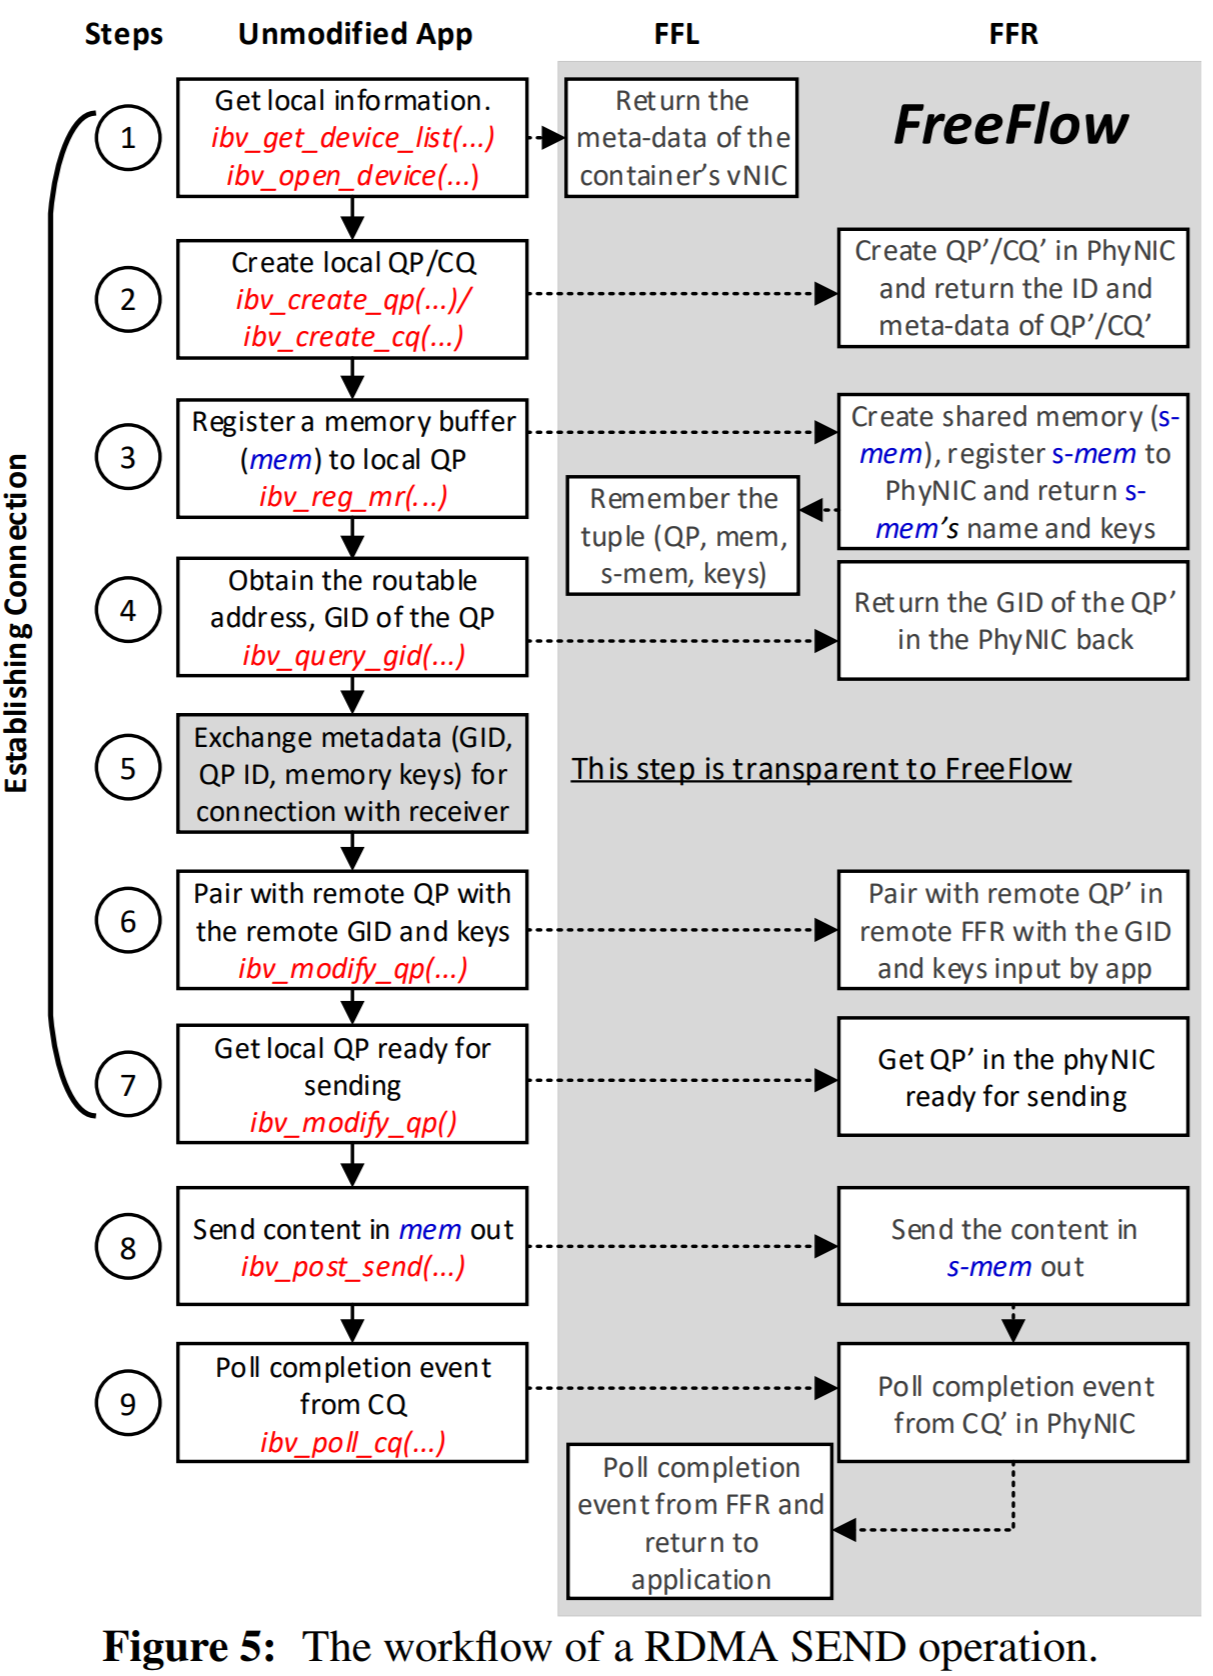 Steps
Unmodified App
FFL
FFR
FreeFlow
Establishing Connection
1
Get local information.
ibv_get_device_list(...)
ibv_open_device(...)
Return the
meta-data of the
container's vNIC
2
Create local QP/CQ
ibv_create_qp(...)/
ibv_create_cq(...)
Create QP'/CQ' in PhyNIC
and return the ID and
meta-data of QP'/CQ'
3
Register a memory buffer
(mem) to local QP
ibv_reg_mr(...)
Create shared memory (s-
mem), register s-mem to
PhyNIC and return s-
mem's name and keys
Remember the
tuple (QP, mem,
s-mem, keys)
4
Obtain the routable
address, GID of the QP
ibv_query_gid(...)
Return the GID of the QP'
in the PhyNIC back
5
Exchange metadata (GID,
QP ID, memory keys) for
connection with receiver
This step is transparent to FreeFlow
6
Pair with remote QP with
the remote GID and keys
ibv_modify_qp(...)
Pair with remote QP' in
remote FFR with the GID
and keys input by app
7
Get local QP ready for
sending
ibv_modify_qp()
Get QP' in the phyNIC
ready for sending
8
Send content in mem out
ibv_post_send(...)
Send the content in
s-mem out
9
Poll completion event
from CQ
ibv_poll_cq(...)
Poll completion event
from CQ' in PhyNIC
Poll completion
event from FFR and
return to
application
Figure 5: The workflow of a RDMA SEND operation.